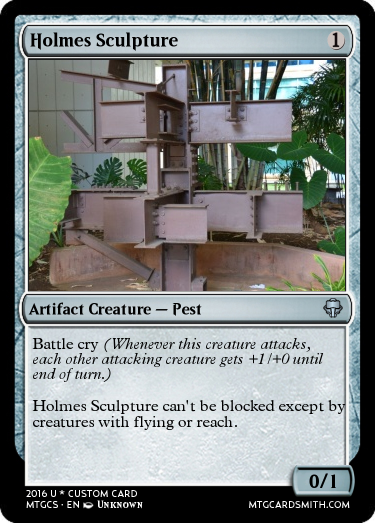 Holmes Sculpture 1
Artifact Creature — Pest
Battle cry (Whenever this creature attacks,
each other attacking creature gets +1/+0 until
end of turn.)
Holmes Sculpture can't be blocked except by
creatures with flying or reach.
0/1
2016 U * CUSTOM CARD
MTGCS · EN Unknown MTGCARDSMITH.COM